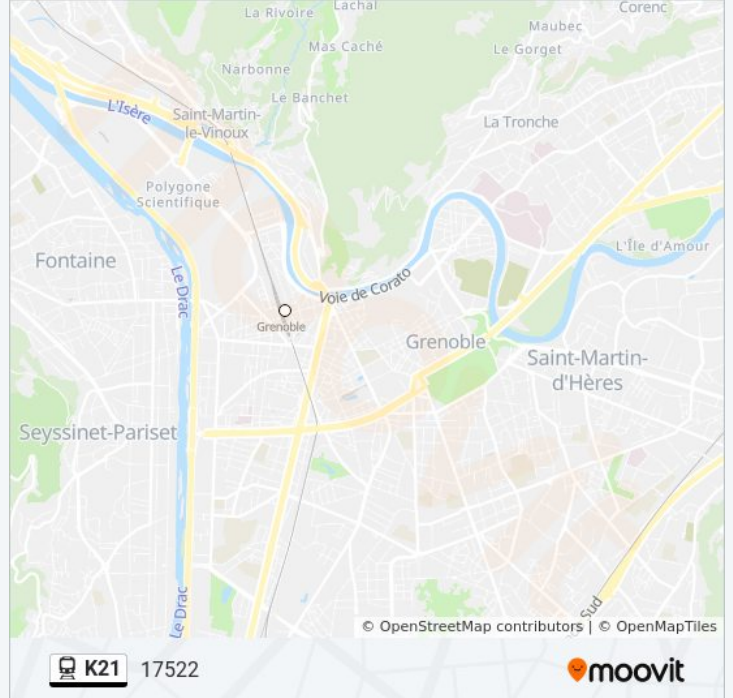 La Rivoire
Lachal
Corenc
Maubec
Mas Caché
Le Gorget
Narbonne
Le Banchet
L'Isère
Saint-Martin-
le-Vinoux
La Tronche
Polygone
Scientifique
L'Île d'Amour
Fontaine
Le Drac
Voie de Corato
Grenoble
Grenoble
Saint-Martin-
d'Hères
Seyssinet-Pariset
Le Drac
Sud
© OpenStreetMap contributors | © OpenMapTiles
K21 17522
moovit